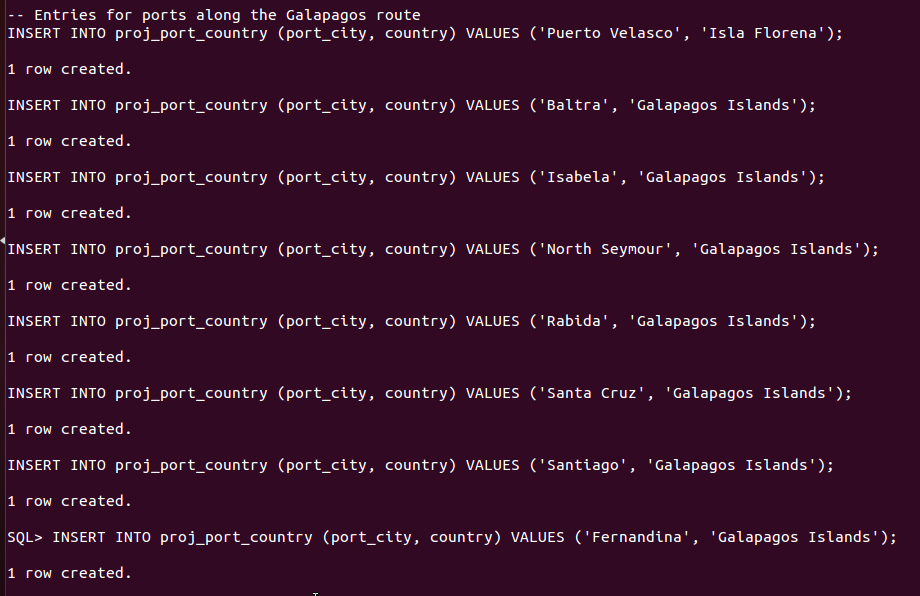 -- Entries for ports along the Galapagos route
INSERT INTO proj_port_country (port_city, country) VALUES ('Puerto Velasco', 'Isla Florena');
1 row created.
INSERT INTO proj_port_country (port_city, country) VALUES ('Baltra', 'Galapagos Islands');
1 row created.
INSERT INTO proj_port_country (port_city, country) VALUES ('Isabela', 'Galapagos Islands');
1 row created.
INSERT INTO proj_port_country (port_city, country) VALUES ('North Seymour', 'Galapagos Islands');
1 row created.
INSERT INTO proj_port_country (port_city, country) VALUES ('Rabida', 'Galapagos Islands');
1 row created.
INSERT INTO proj_port_country (port_city, country) VALUES ('Santa Cruz', 'Galapagos Islands');
1 row created.
INSERT INTO proj_port_country (port_city, country) VALUES ('Santiago', 'Galapagos Islands');
1 row created.
SQL> INSERT INTO proj_port_country (port_city, country) VALUES ('Fernandina', 'Galapagos Islands');
1 row created.